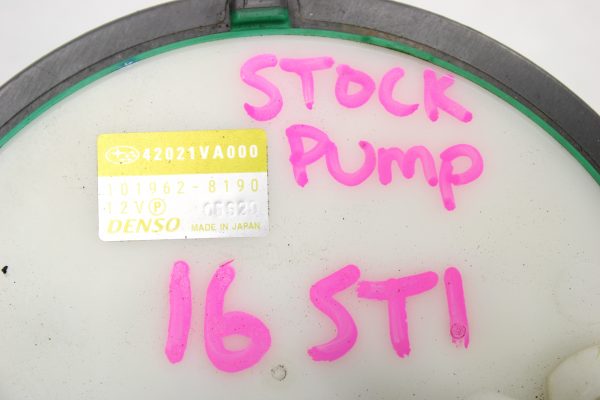 STOCK
PUMP
42021VA000
101962-8190
12V P
DENSO MADE IN JAPAN
16 STI